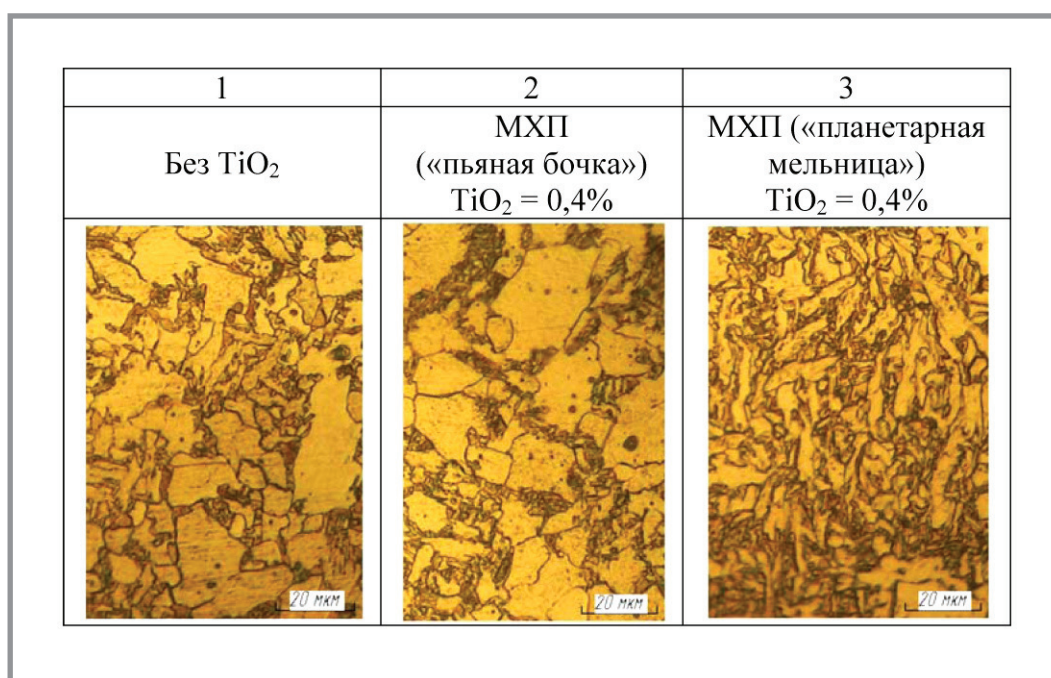 1
2
3
Без TiO₂
МХП
(«пьяная бочка»)
TiO₂ = 0,4%
МХП («планетарная
мельница»)
TiO₂ = 0,4%
20 мкм
20 мкм
20 мкм